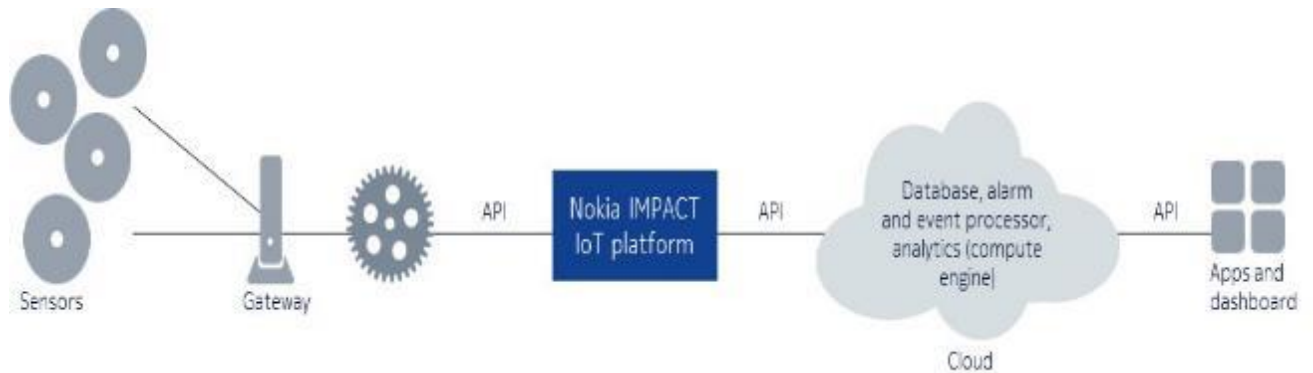 Sensors
Gateway
API
Nokia IMPACT
IoT platform
API
Database, alarm
and event processor,
analytics (compute
engine)
Cloud
API
Apps and
dashboard